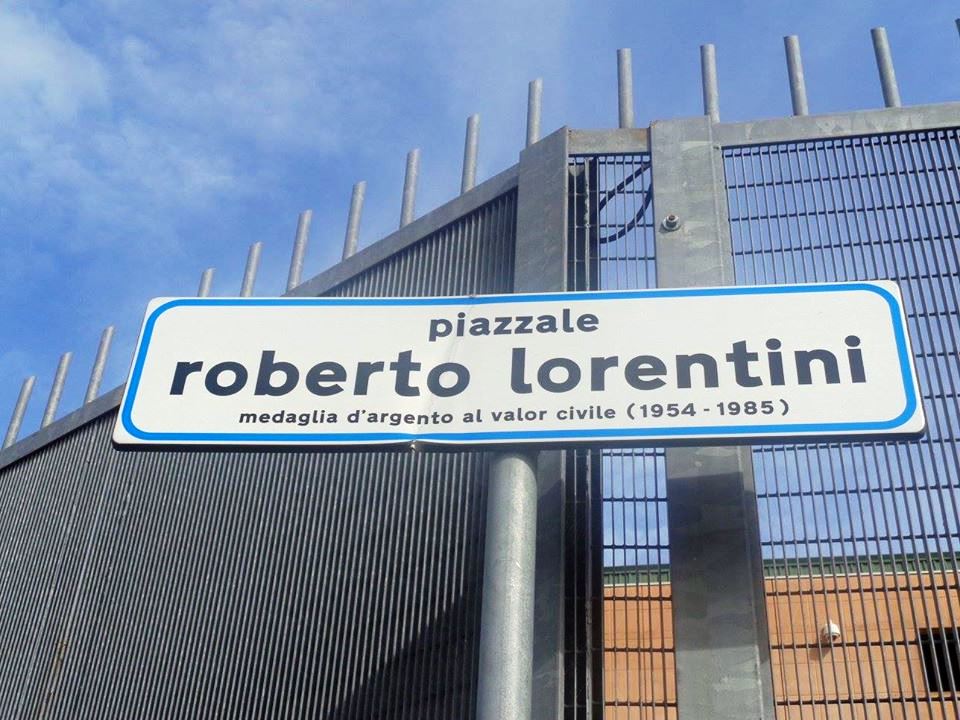 piazzale
roberto lorentini
medaglia d'argento al valor civile (1954 - 1985)